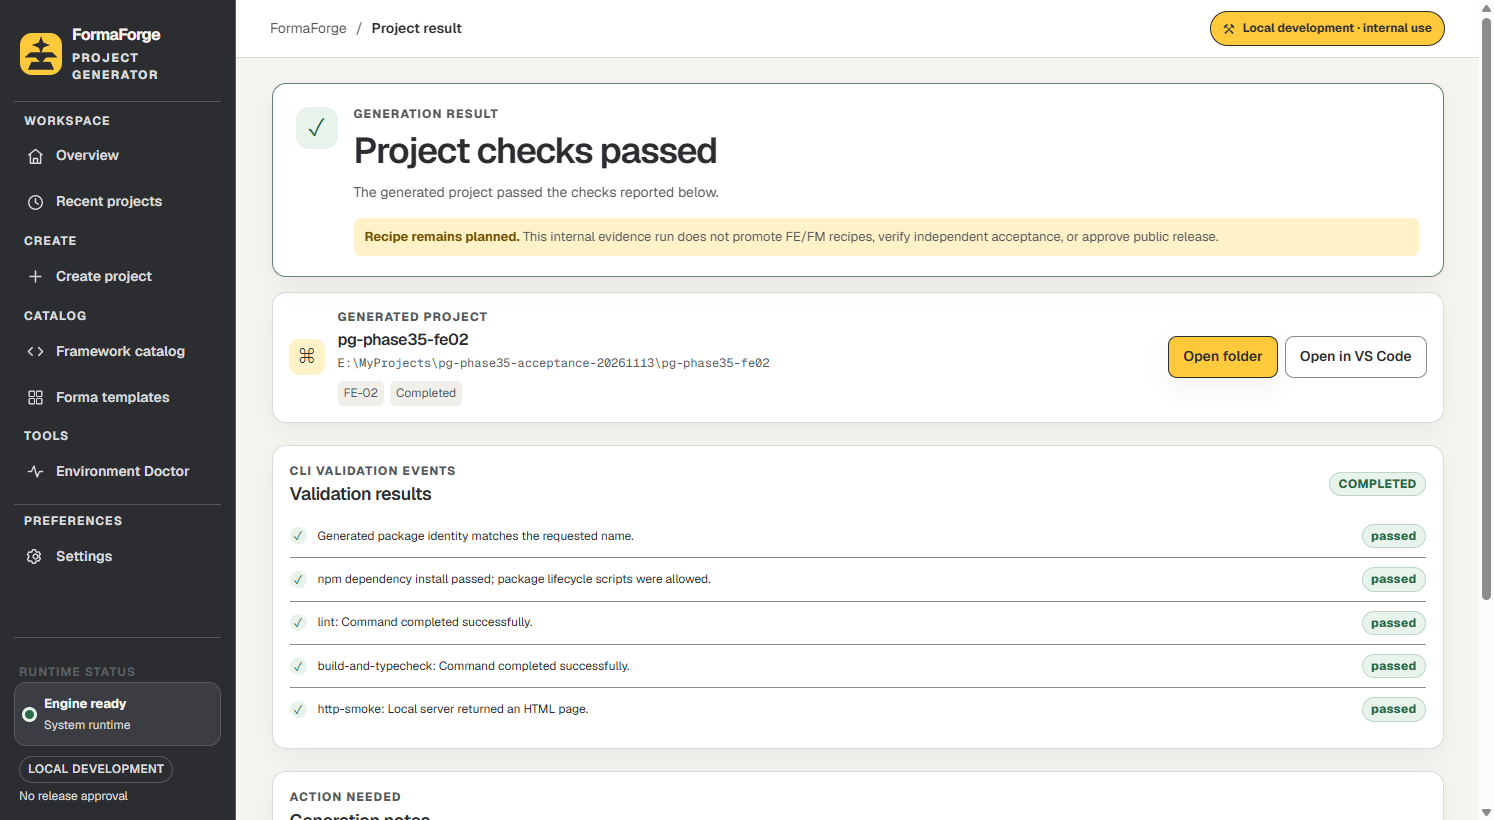 FormaForge
PROJECT
GENERATOR
WORKSPACE
Overview
Recent projects
CREATE
Create project
CATALOG
Framework catalog
Forma templates
TOOLS
Environment Doctor
PREFERENCES
Settings
RUNTIME STATUS
Engine ready
System runtime
LOCAL DEVELOPMENT
No release approval
FormaForge / Project result
Local development · internal use
GENERATION RESULT
Project checks passed
The generated project passed the checks reported below.
Recipe remains planned. This internal evidence run does not promote FE/FM recipes, verify independent acceptance, or approve public release.
GENERATED PROJECT
pg-phase35-fe02
E:\MyProjects\pg-phase35-acceptance-20261113\pg-phase35-fe02
FE-02 Completed
Open folder Open in VS Code
CLI VALIDATION EVENTS
Validation results
COMPLETED
Generated package identity matches the requested name. passed
npm dependency install passed; package lifecycle scripts were allowed. passed
lint: Command completed successfully. passed
build-and-typecheck: Command completed successfully. passed
http-smoke: Local server returned an HTML page. passed
ACTION NEEDED
Generation notes